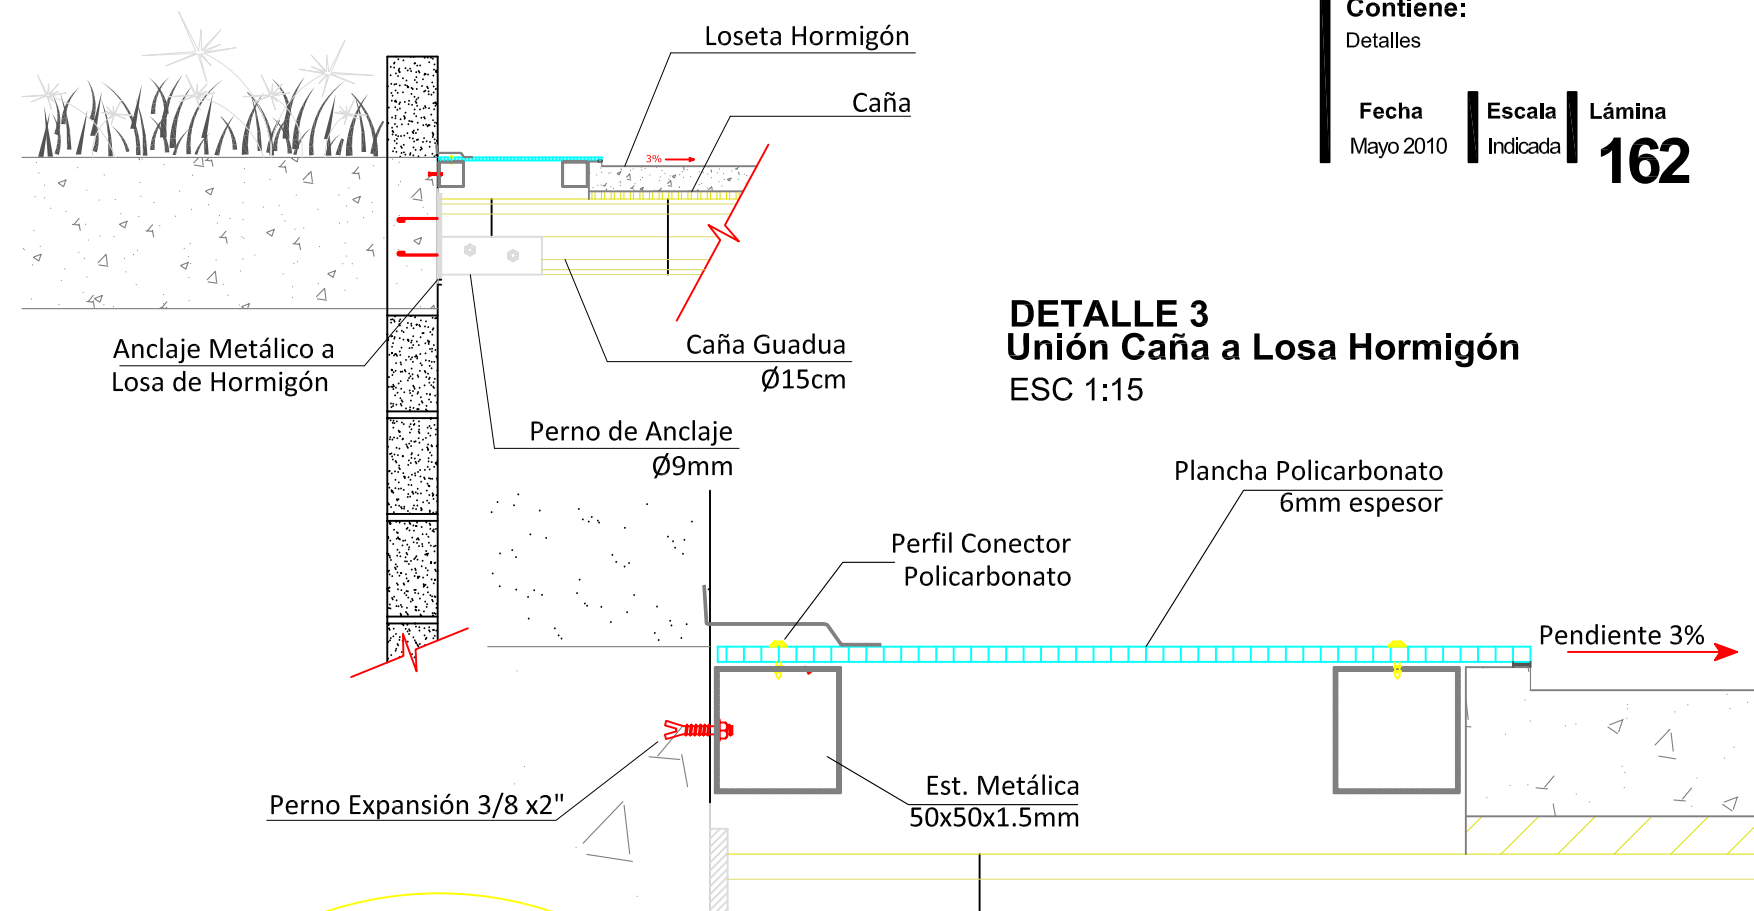 Contiene:
Detalles
Fecha
Escala
Lámina
Mayo 2010
Indicada
162
Loseta Hormigón
Caña
3%
Anclaje Metálico a
Losa de Hormigón
Caña Guadua
Ø15cm
Perno de Anclaje
Ø9mm
DETALLE 3
Unión Caña a Losa Hormigón
ESC 1:15
Plancha Policarbonato
6mm espesor
Perfil Conector
Policarbonato
Pendiente 3%
Perno Expansión 3/8 x2"
Est. Metálica
50x50x1.5mm